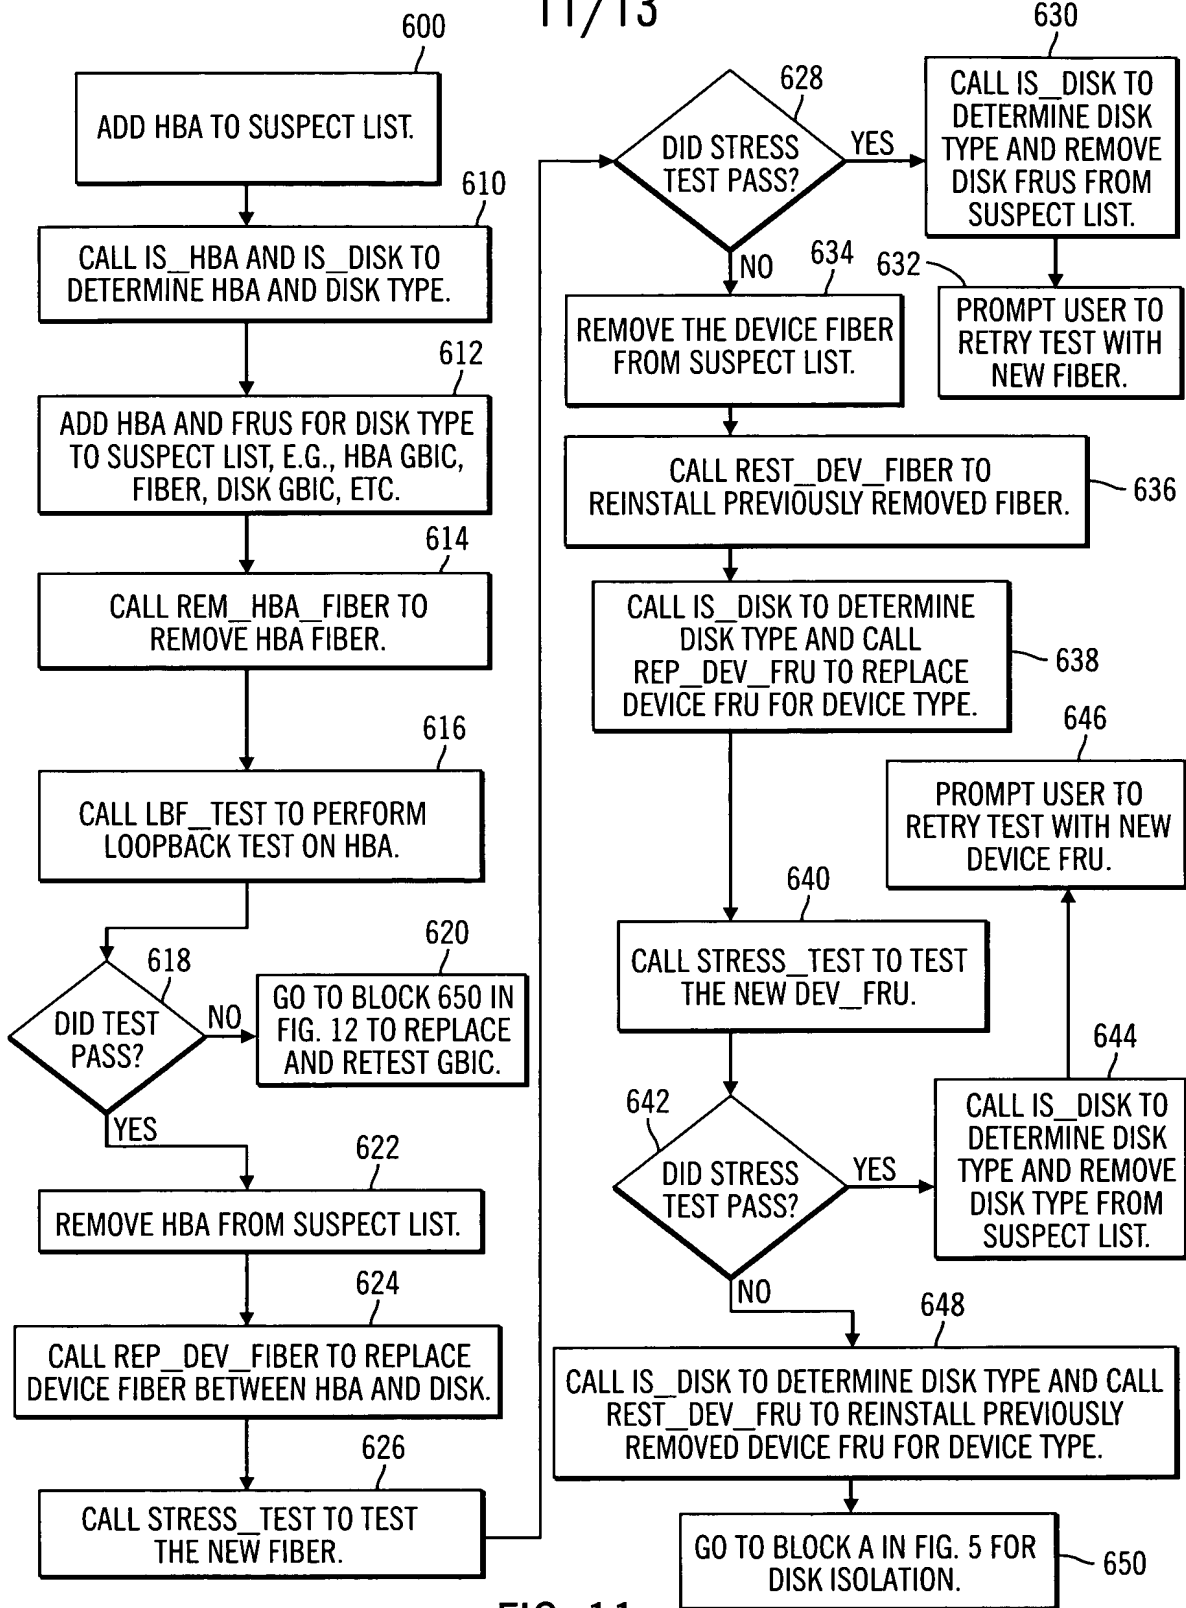 11/13
600
ADD HBA TO SUSPECT LIST.
610
CALL IS_HBA AND IS_DISK TO
DETERMINE HBA AND DISK TYPE.
612
ADD HBA AND FRUS FOR DISK TYPE
TO SUSPECT LIST, E.G., HBA GBIC,
FIBER, DISK GBIC, ETC.
614
CALL REM_HBA_FIBER TO
REMOVE HBA FIBER.
616
CALL LBF_TEST TO PERFORM
LOOPBACK TEST ON HBA.
618
DID TEST
PASS?
NO
620
GO TO BLOCK 650 IN
FIG. 12 TO REPLACE
AND RETEST GBIC.
YES
622
REMOVE HBA FROM SUSPECT LIST.
624
CALL REP_DEV_FIBER TO REPLACE
DEVICE FIBER BETWEEN HBA AND DISK.
626
CALL STRESS_TEST TO TEST
THE NEW FIBER.
628
DID STRESS
TEST PASS?
YES
630
CALL IS_DISK TO
DETERMINE DISK
TYPE AND REMOVE
DISK FRUS FROM
SUSPECT LIST.
632
PROMPT USER TO
RETRY TEST WITH
NEW FIBER.
NO
634
REMOVE THE DEVICE FIBER
FROM SUSPECT LIST.
CALL REST_DEV_FIBER TO
REINSTALL PREVIOUSLY REMOVED FIBER.
636
CALL IS_DISK TO DETERMINE
DISK TYPE AND CALL
REP_DEV_FRU TO REPLACE
DEVICE FRU FOR DEVICE TYPE.
638
646
PROMPT USER TO
RETRY TEST WITH NEW
DEVICE FRU.
640
CALL STRESS_TEST TO TEST
THE NEW DEV_FRU.
642
DID STRESS
TEST PASS?
YES
644
CALL IS_DISK TO
DETERMINE DISK
TYPE AND REMOVE
DISK TYPE FROM
SUSPECT LIST.
NO
648
CALL IS_DISK TO DETERMINE DISK TYPE AND CALL
REST_DEV_FRU TO REINSTALL PREVIOUSLY
REMOVED DEVICE FRU FOR DEVICE TYPE.
GO TO BLOCK A IN FIG. 5 FOR
DISK ISOLATION.
650
FIG. 11